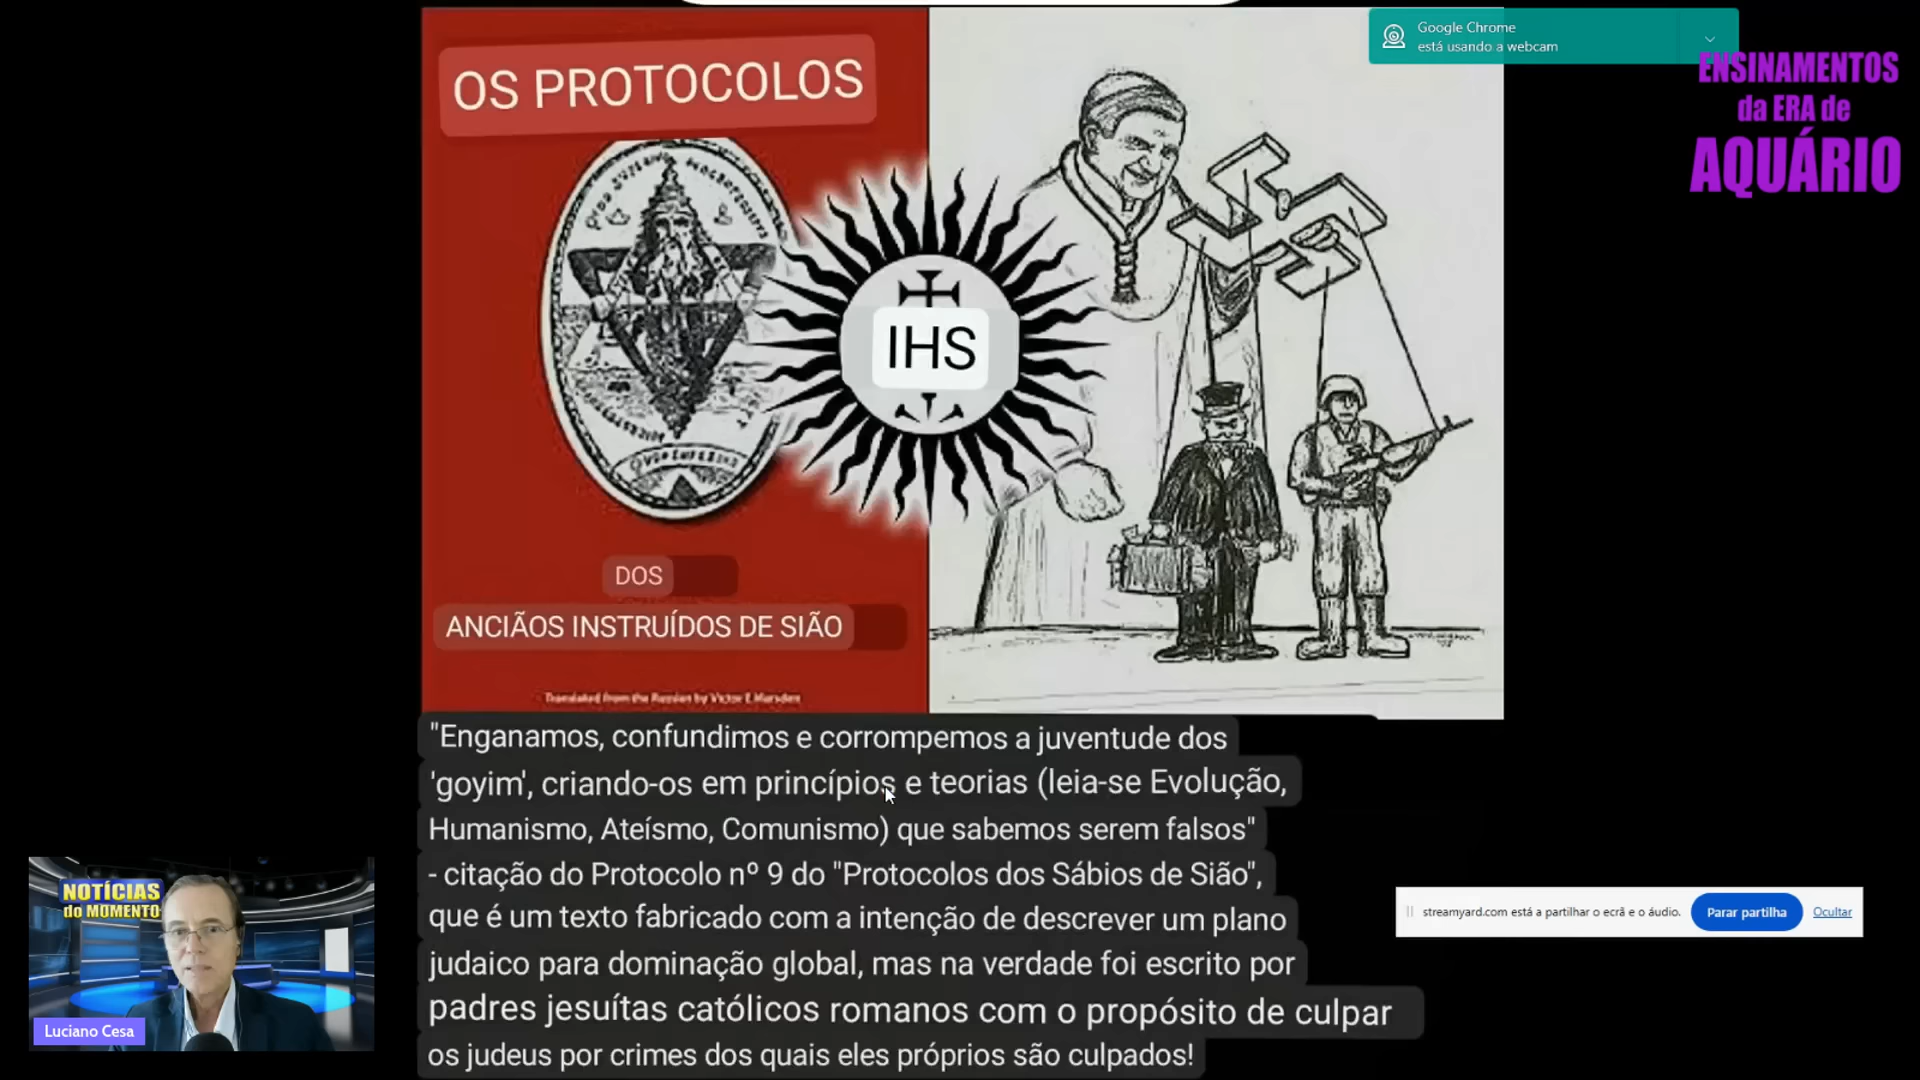 Google Chrome
está usando a webcam
ENSINAMENTOS
da ERA de
AQUÁRIO
OS PROTOCOLOS
IHS
DOS
ANCIÃOS INSTRUÍDOS DE SIÃO
Translated from the Russian by Victor E. Marsden
"Enganamos, confundimos e corrompemos a juventude dos
'goyim', criando-os em princípios e teorias (leia-se Evolução,
Humanismo, Ateísmo, Comunismo) que sabemos serem falsos"
- citação do Protocolo nº 9 do "Protocolos dos Sábios de Sião",
que é um texto fabricado com a intenção de descrever um plano
judaico para dominação global, mas na verdade foi escrito por
padres jesuítas católicos romanos com o propósito de culpar
os judeus por crimes dos quais eles próprios são culpados!
streamyard.com está a partilhar o ecrã e o áudio.
Parar partilha
Ocultar
NOTÍCIAS
do MOMENTO
Luciano Cesa